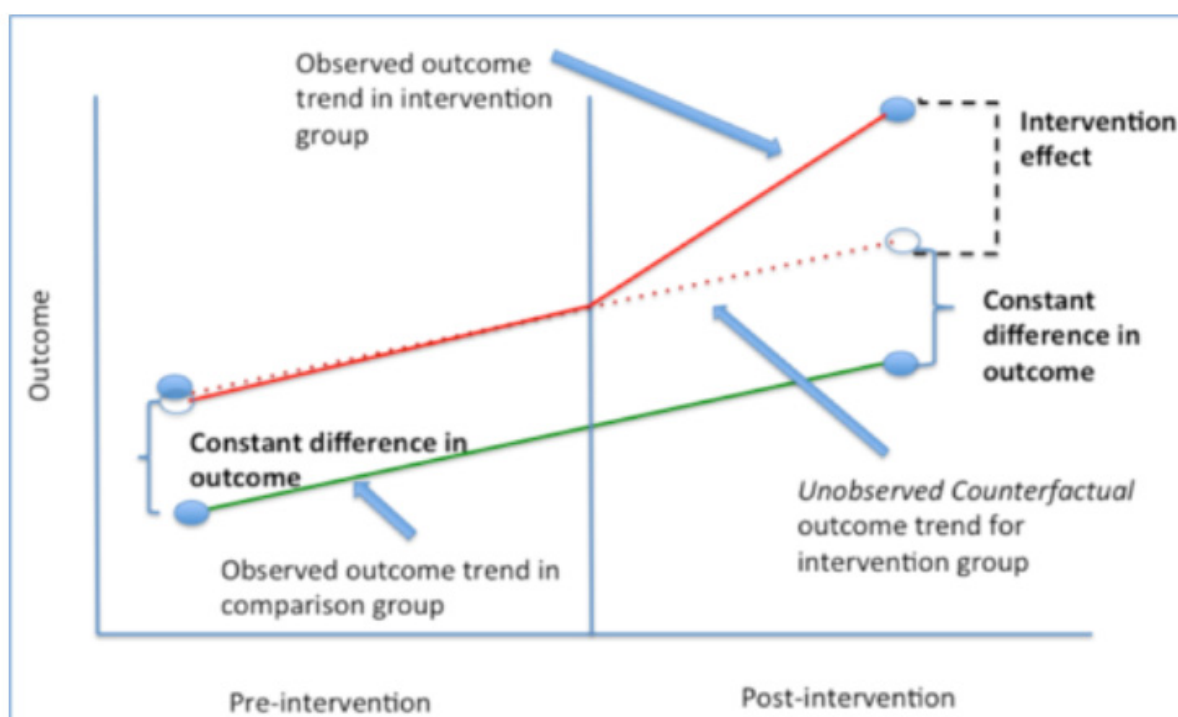 Observed outcome
trend in intervention
group
Intervention
effect
Outcome
Constant
difference in
outcome
Constant difference in
outcome
Unobserved Counterfactual
outcome trend for
intervention group
Observed outcome trend in
comparison group
Pre-intervention
Post-intervention